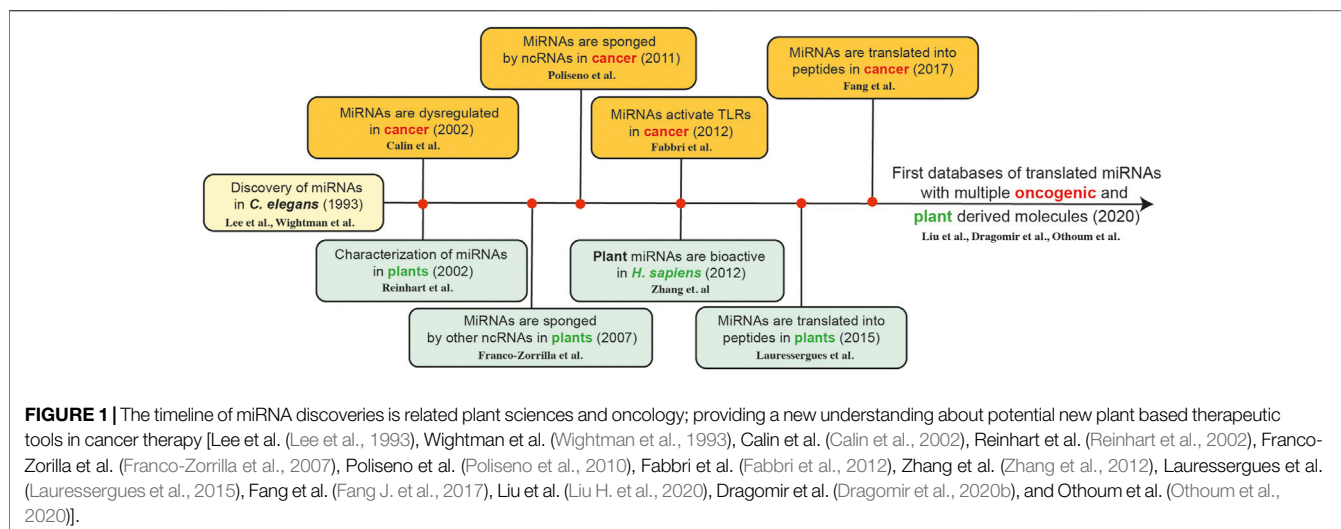 MiRNAs are sponged
by ncRNAs in cancer (2011)
Poliseno et al.
MiRNAs are translated into
peptides in cancer (2017)
Fang et al.
MiRNAs are dysregulated
in cancer (2002)
Calin et al.
MiRNAs activate TLRs
in cancer (2012)
Fabbri et al.
Discovery of miRNAs
in C. elegans (1993)
Lee et al., Wightman et al.
First databases of translated miRNAs
with multiple oncogenic and
plant derived molecules (2020)
Liu et al., Dragomir et al., Othoum et al.
Characterization of miRNAs
in plants (2002)
Reinhart et al.
Plant miRNAs are bioactive
in H. sapiens (2012)
Zhang et. al
MiRNAs are sponged
by other ncRNAs in plants (2007)
Franco-Zorrilla et al.
MiRNAs are translated into
peptides in plants (2015)
Lauressergues et al.
FIGURE 1 | The timeline of miRNA discoveries is related plant sciences and oncology; providing a new understanding about potential new plant based therapeutic
tools in cancer therapy [Lee et al. (Lee et al., 1993), Wightman et al. (Wightman et al., 1993), Calin et al. (Calin et al., 2002), Reinhart et al. (Reinhart et al., 2002), Franco-
Zorilla et al. (Franco-Zorrilla et al., 2007), Poliseno et al. (Poliseno et al., 2010), Fabbri et al. (Fabbri et al., 2012), Zhang et al. (Zhang et al., 2012), Lauressergues et al.
(Lauressergues et al., 2015), Fang et al. (Fang J. et al., 2017), Liu et al. (Liu H. et al., 2020), Dragomir et al. (Dragomir et al., 2020b), and Othoum et al. (Othoum et al.,
2020)].